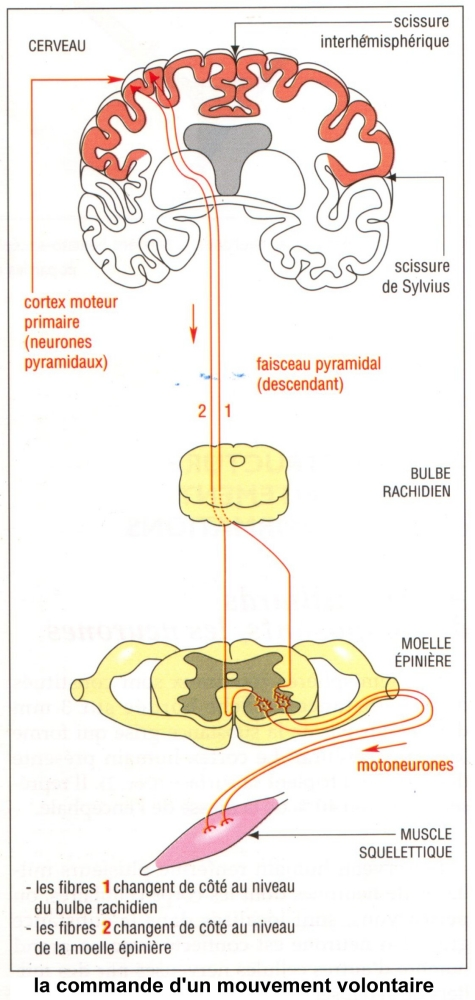 CERVEAU
scissure
interhémisphérique
cortex moteur
primaire
(neurones
pyramidaux)
scissure
de Sylvius
faisceau pyramidal
(descendant)
2 1
BULBE
RACHIDIEN
MOELLE
ÉPINIÈRE
motoneurones
MUSCLE
SQUELETTIQUE
- les fibres 1 changent de côté au niveau
du bulbe rachidien
- les fibres 2 changent de côté au niveau
de la moelle épinière
la commande d'un mouvement volontaire